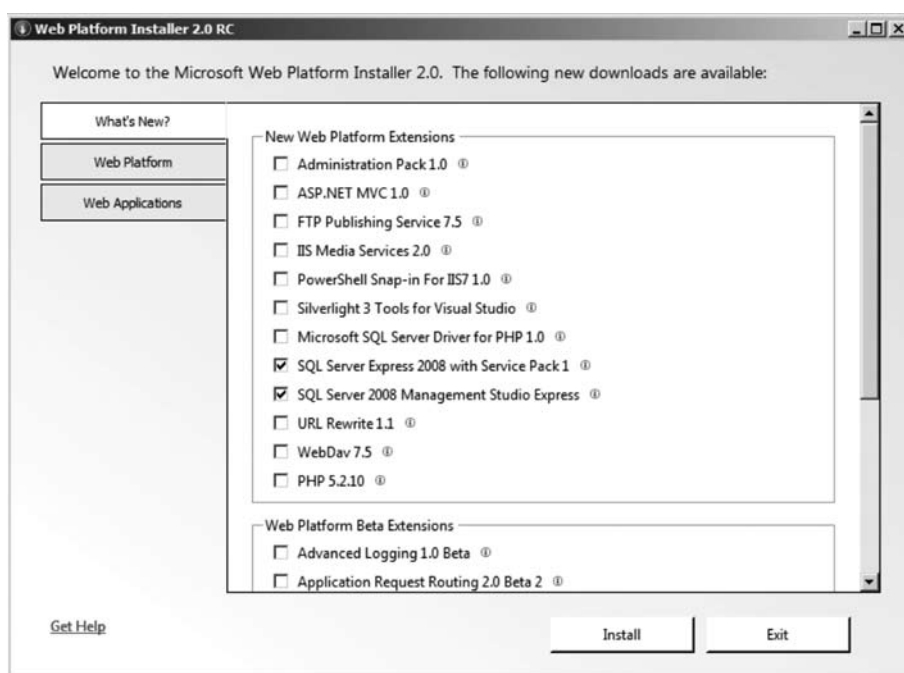 Web Platform Installer 2.0 RC
Welcome to the Microsoft Web Platform Installer 2.0. The following new downloads are available:
What's New?
Web Platform
Web Applications
New Web Platform Extensions
Administration Pack 1.0
ASP.NET MVC 1.0
FTP Publishing Service 7.5
IIS Media Services 2.0
PowerShell Snap-in For IIS7 1.0
Silverlight 3 Tools for Visual Studio
Microsoft SQL Server Driver for PHP 1.0
SQL Server Express 2008 with Service Pack 1
SQL Server 2008 Management Studio Express
URL Rewrite 1.1
WebDav 7.5
PHP 5.2.10
Web Platform Beta Extensions
Advanced Logging 1.0 Beta
Application Request Routing 2.0 Beta 2
Get Help
Install
Exit